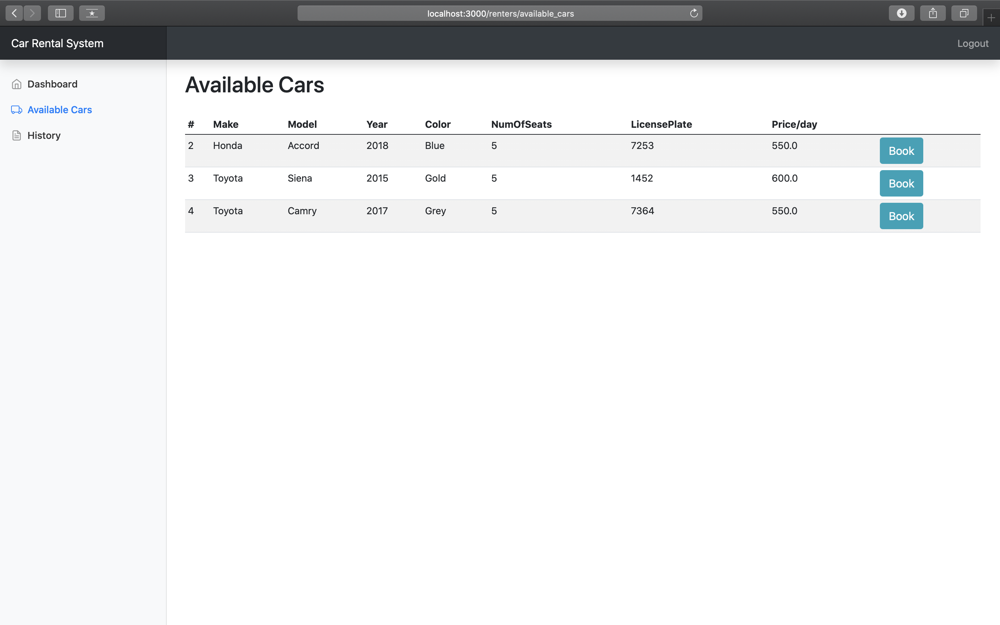 localhost:3000/renters/available_cars
Car Rental System
Logout
Dashboard
Available Cars
History
Available Cars
# Make Model Year Color NumOfSeats LicensePlate Price/day
2 Honda Accord 2018 Blue 5 7253 550.0 Book
3 Toyota Siena 2015 Gold 5 1452 600.0 Book
4 Toyota Camry 2017 Grey 5 7364 550.0 Book